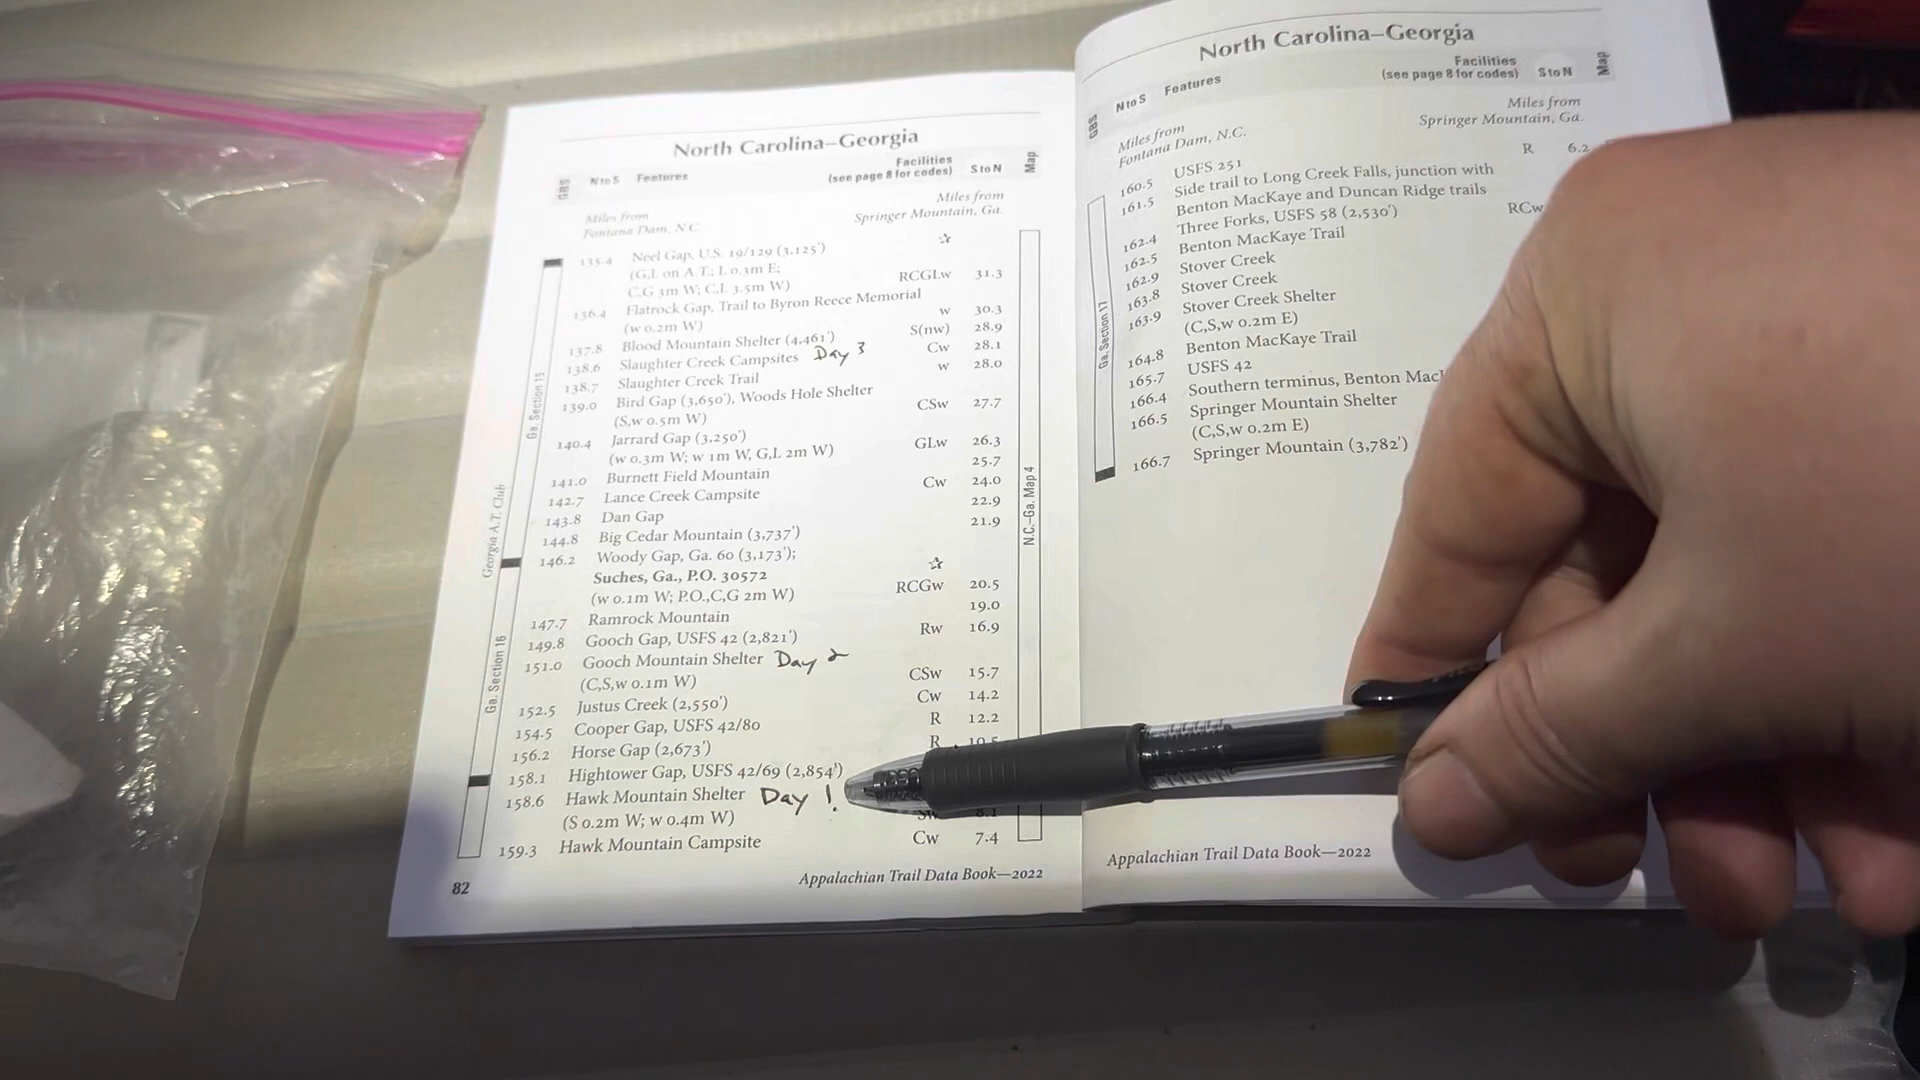 North Carolina–Georgia
GBS NtoS Features Facilities (see page 8 for codes) StoN Map
Miles from Fontana Dam, N.C. Miles from Springer Mountain, Ga.
135.4 Neel Gap, U.S. 19/129 (3,125') ☆
(G,L on A.T.; L 0.3m E;
C,G 3m W; C,L 3.5m W) RCGLw 31.3
136.4 Flatrock Gap, Trail to Byron Reece Memorial
(w 0.2m W) w 30.3
137.8 Blood Mountain Shelter (4,461') S(nw) 28.9
138.6 Slaughter Creek Campsites Day 3 Cw 28.1
138.7 Slaughter Creek Trail w 28.0
139.0 Bird Gap (3,650'), Woods Hole Shelter
(S,w 0.5m W) CSw 27.7
140.4 Jarrard Gap (3,250')
(w 0.3m W; w 1m W, G,L 2m W) GLw 26.3
141.0 Burnett Field Mountain 25.7
142.7 Lance Creek Campsite Cw 24.0
143.8 Dan Gap 22.9
144.8 Big Cedar Mountain (3,737') 21.9
146.2 Woody Gap, Ga. 60 (3,173');
Suches, Ga., P.O. 30572 ☆
(w 0.1m W; P.O.,C,G 2m W) RCGw 20.5
147.7 Ramrock Mountain 19.0
149.8 Gooch Gap, USFS 42 (2,821') Rw 16.9
151.0 Gooch Mountain Shelter Day 2
(C,S,w 0.1m W) CSw 15.7
152.5 Justus Creek (2,550') Cw 14.2
154.5 Cooper Gap, USFS 42/80 R 12.2
156.2 Horse Gap (2,673') R 10.5
158.1 Hightower Gap, USFS 42/69 (2,854')
158.6 Hawk Mountain Shelter Day 1.
(S 0.2m W; w 0.4m W) Sw 8.1
159.3 Hawk Mountain Campsite Cw 7.4
Ga. Section 15
Georgia A.T. Club
Ga. Section 16
N.C.–Ga. Map 4
82 Appalachian Trail Data Book—2022
North Carolina–Georgia
GBS NtoS Features Facilities (see page 8 for codes) StoN Map
Miles from Fontana Dam, N.C. Miles from Springer Mountain, Ga.
160.5 USFS 251 R 6.2
161.5 Side trail to Long Creek Falls, junction with
Benton MacKaye and Duncan Ridge trails
162.4 Three Forks, USFS 58 (2,530') RCw
162.5 Benton MacKaye Trail
162.9 Stover Creek
163.8 Stover Creek
163.9 Stover Creek Shelter
(C,S,w 0.2m E)
164.8 Benton MacKaye Trail
165.7 USFS 42
166.4 Southern terminus, Benton
166.5 Springer Mountain Shelter
(C,S,w 0.2m E)
166.7 Springer Mountain (3,782')
Ga. Section 17
Appalachian Trail Data Book—2022